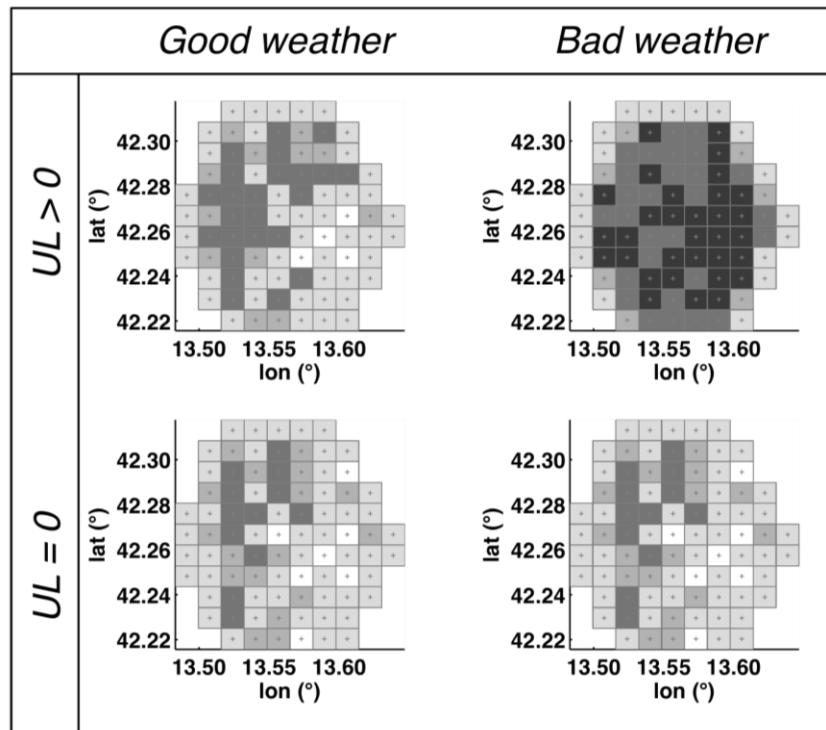 Good weather
Bad weather
UL > 0
lat (°)
42.30
42.28
42.26
42.24
42.22
13.50 13.55 13.60
lon (°)
lat (°)
42.30
42.28
42.26
42.24
42.22
13.50 13.55 13.60
lon (°)
UL = 0
lat (°)
42.30
42.28
42.26
42.24
42.22
13.50 13.55 13.60
lon (°)
lat (°)
42.30
42.28
42.26
42.24
42.22
13.50 13.55 13.60
lon (°)